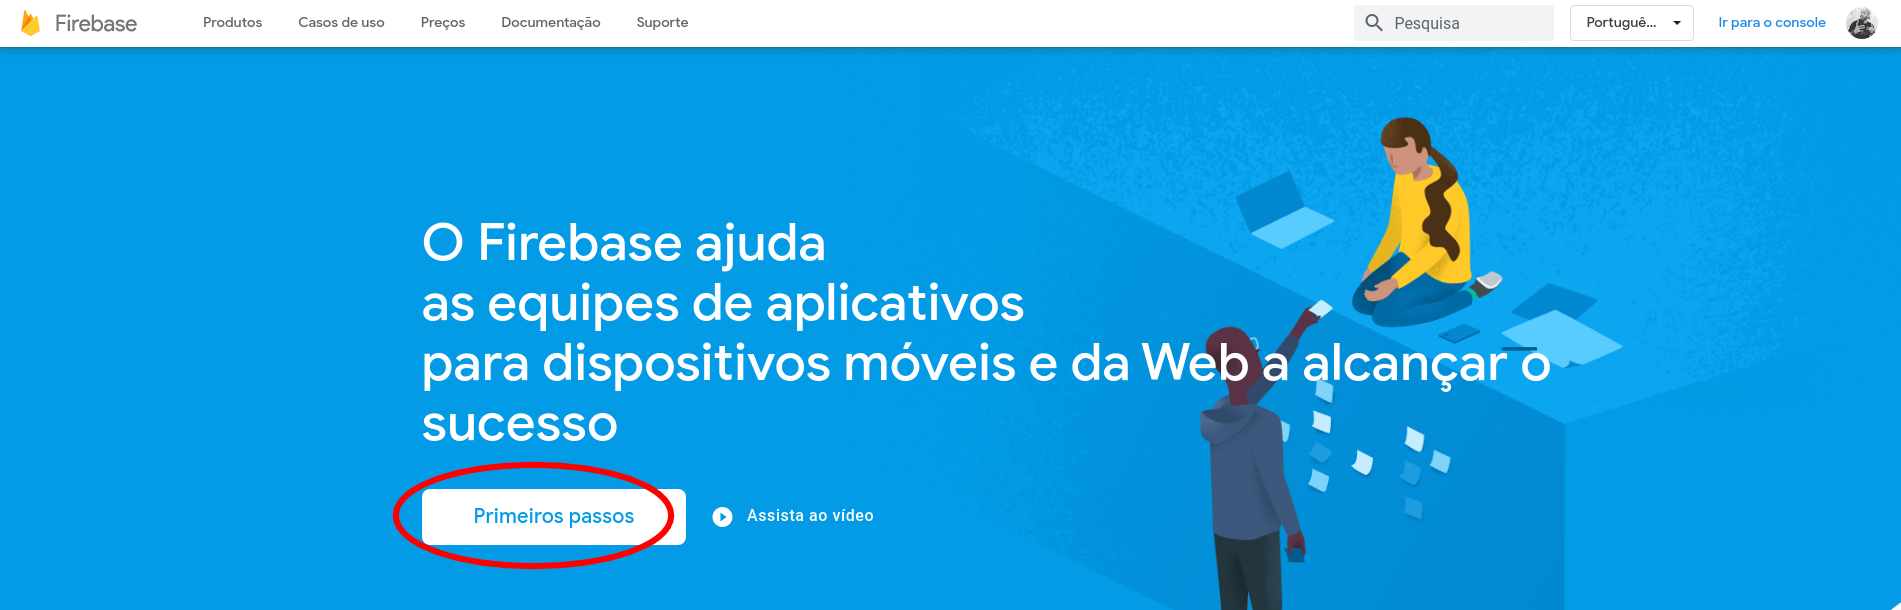 Firebase
Produtos
Casos de uso
Preços
Documentação
Suporte
Pesquisa
Portuguê...
Ir para o console
O Firebase ajuda
as equipes de aplicativos
para dispositivos móveis e da Web a alcançar o
sucesso
Primeiros passos
Assista ao vídeo